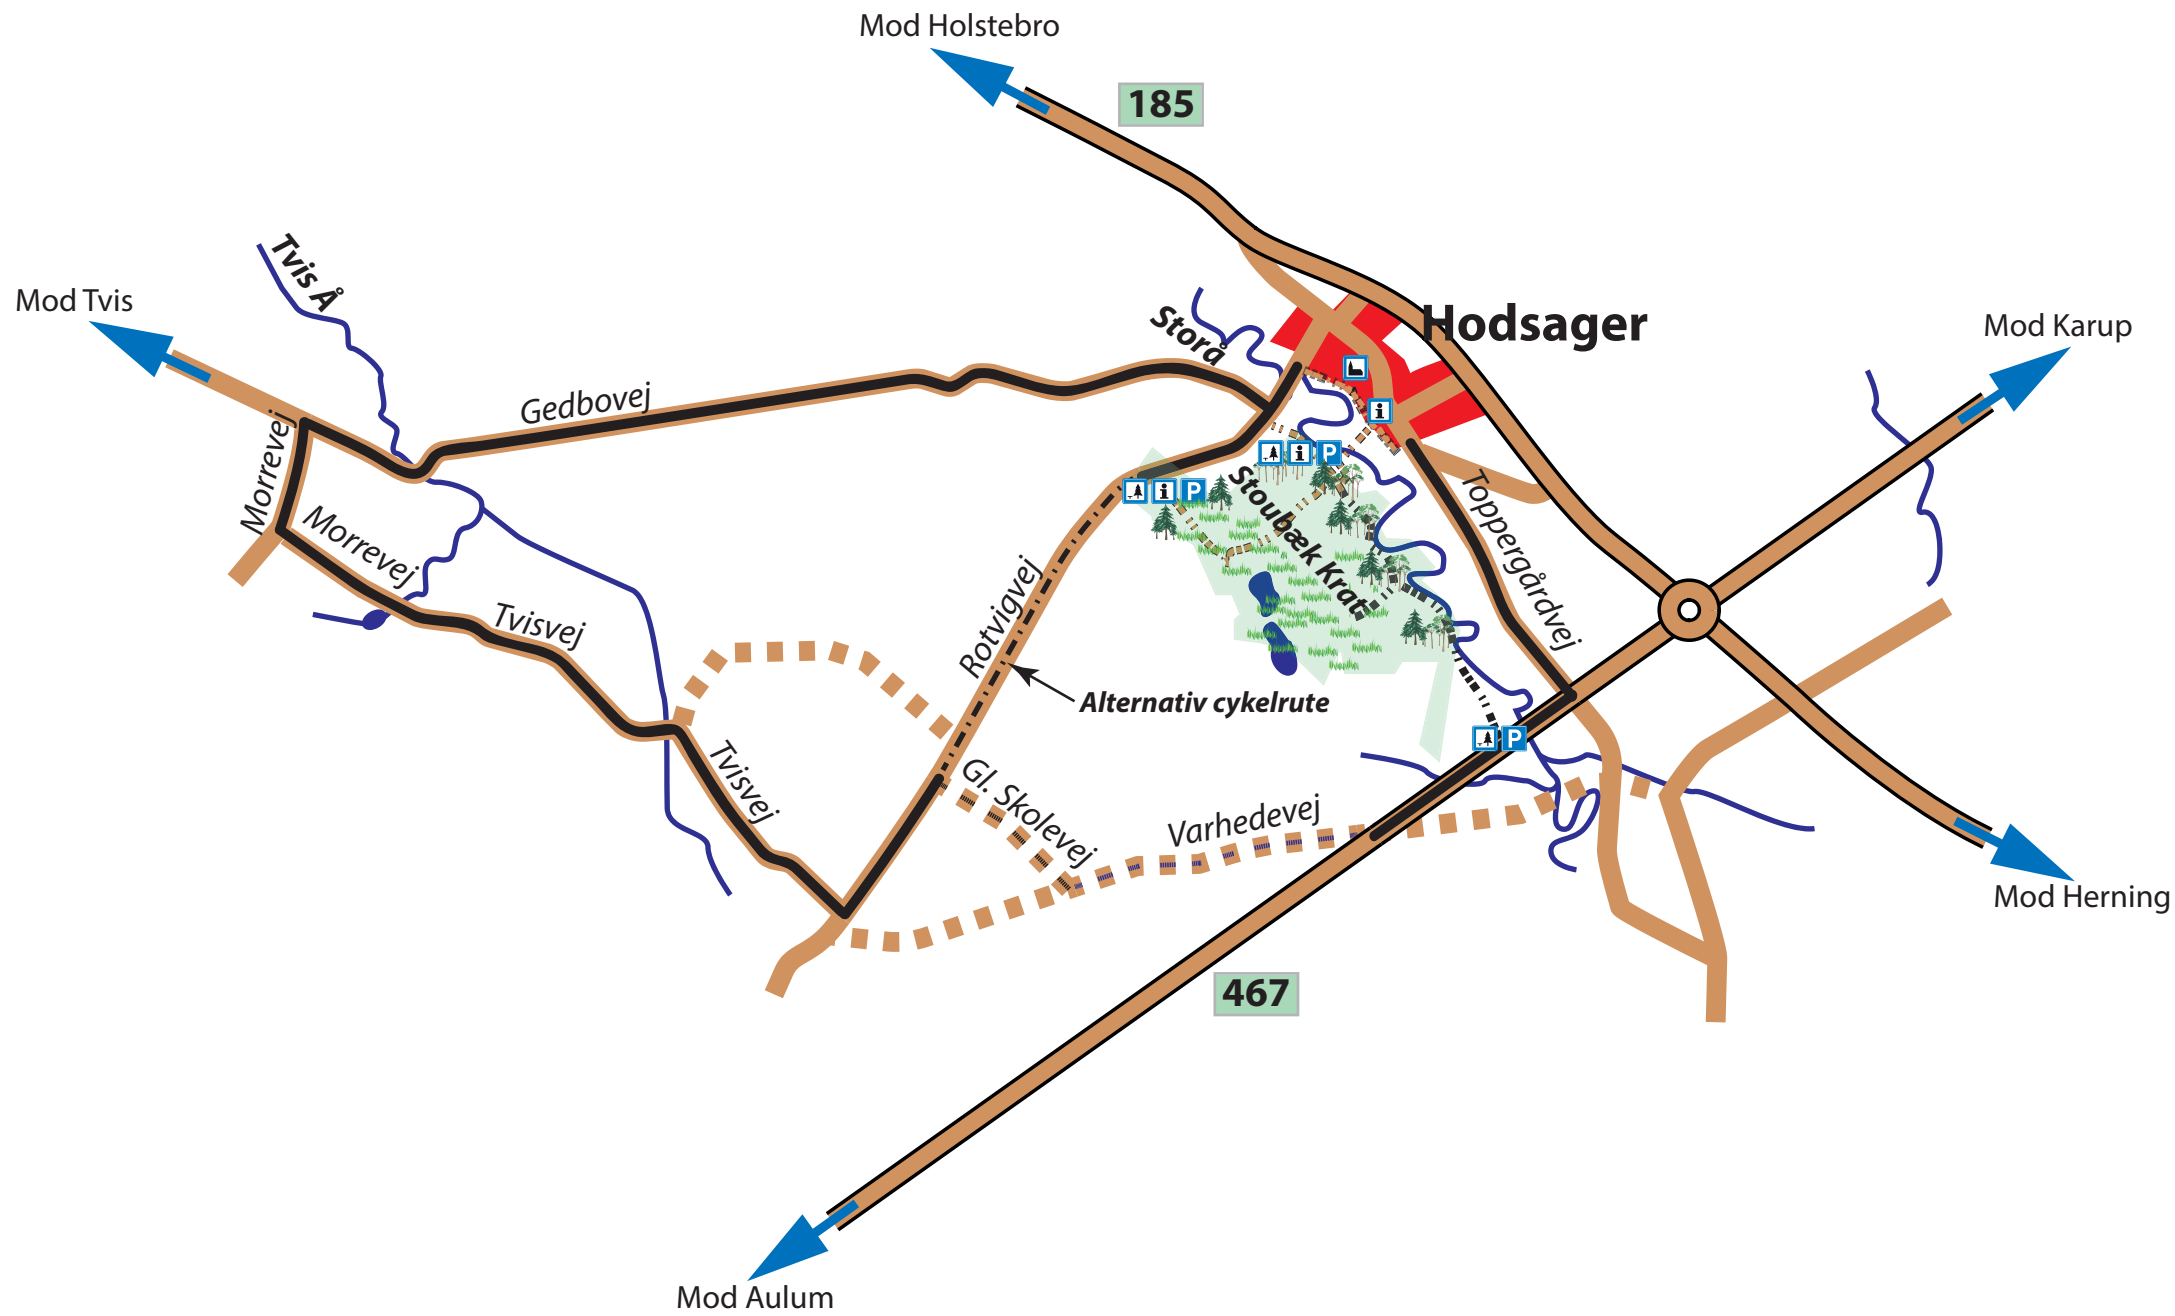 Mod Holstebro
185
Tvis Å
Mod Tvis
Storå
Hodsager
Mod Karup
Gedbovej
Morrevej
Morrevej
i
i
P
i
P
Stoubæk Krat
Toppergårdvej
Tvisvej
Rotvigvej
Alternativ cykelrute
P
Tvisvej
Gl. Skolevej
Varhedevej
Mod Herning
467
Mod Aulum